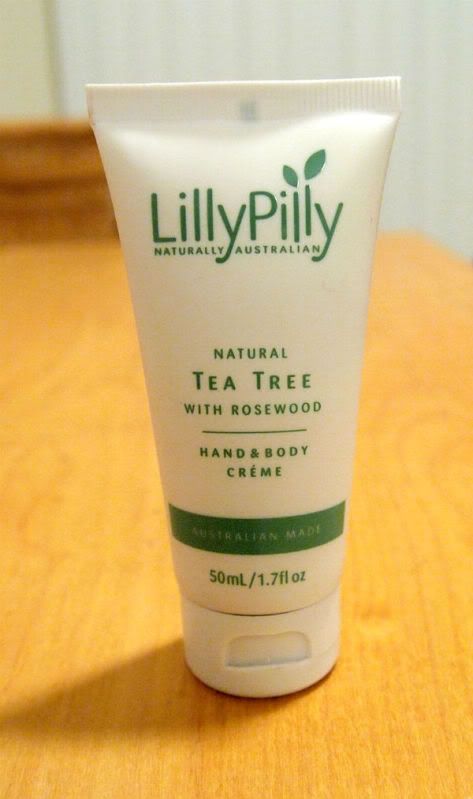 LillyPilly
NATURALLY AUSTRALIAN
NATURAL
TEA TREE
WITH ROSEWOOD
HAND & BODY
CRÉME
AUSTRALIAN MADE
50mL/1.7fl oz